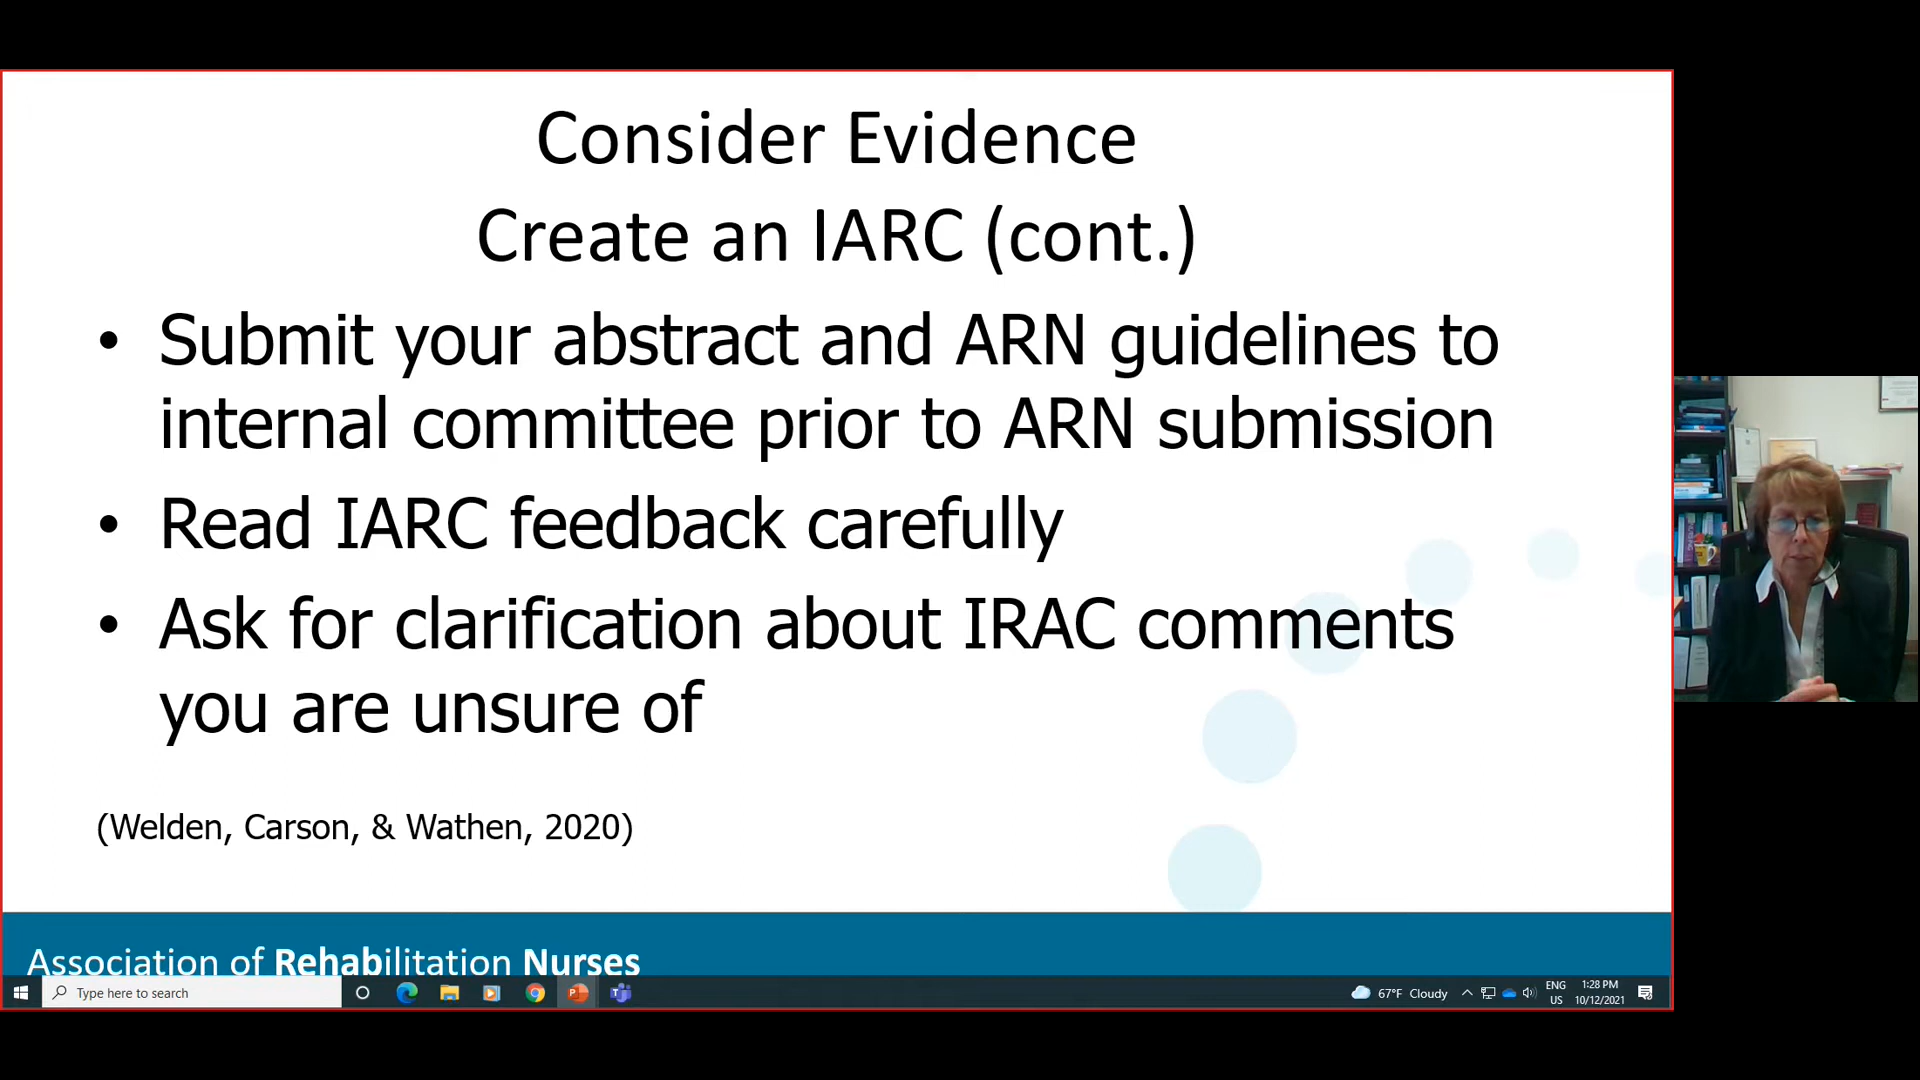 Consider Evidence
Create an IARC (cont.)
• Submit your abstract and ARN guidelines to
internal committee prior to ARN submission
• Read IARC feedback carefully
• Ask for clarification about IRAC comments
you are unsure of
(Welden, Carson, & Wathen, 2020)
Association of Rehabilitation Nurses
Type here to search
67°F Cloudy
ENG
US
1:28 PM
10/12/2021